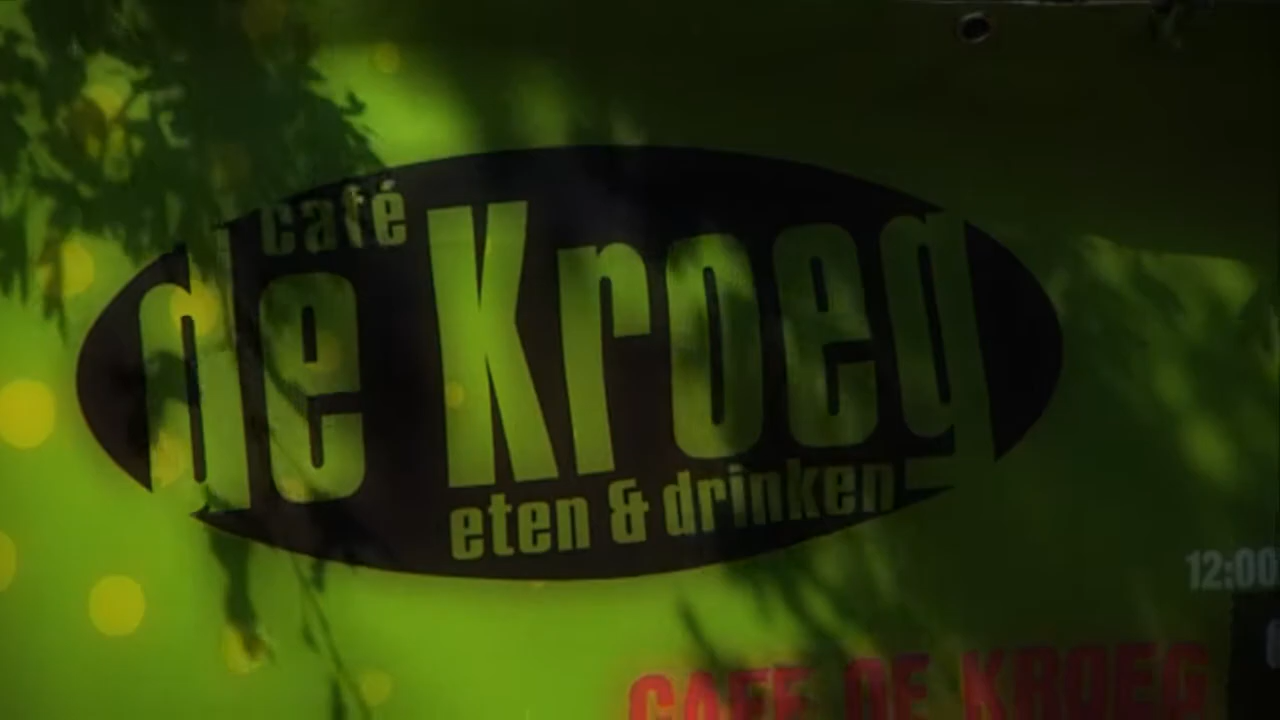 café
de Kroeg
eten & drinken
12:00
CAFE DE KROEG